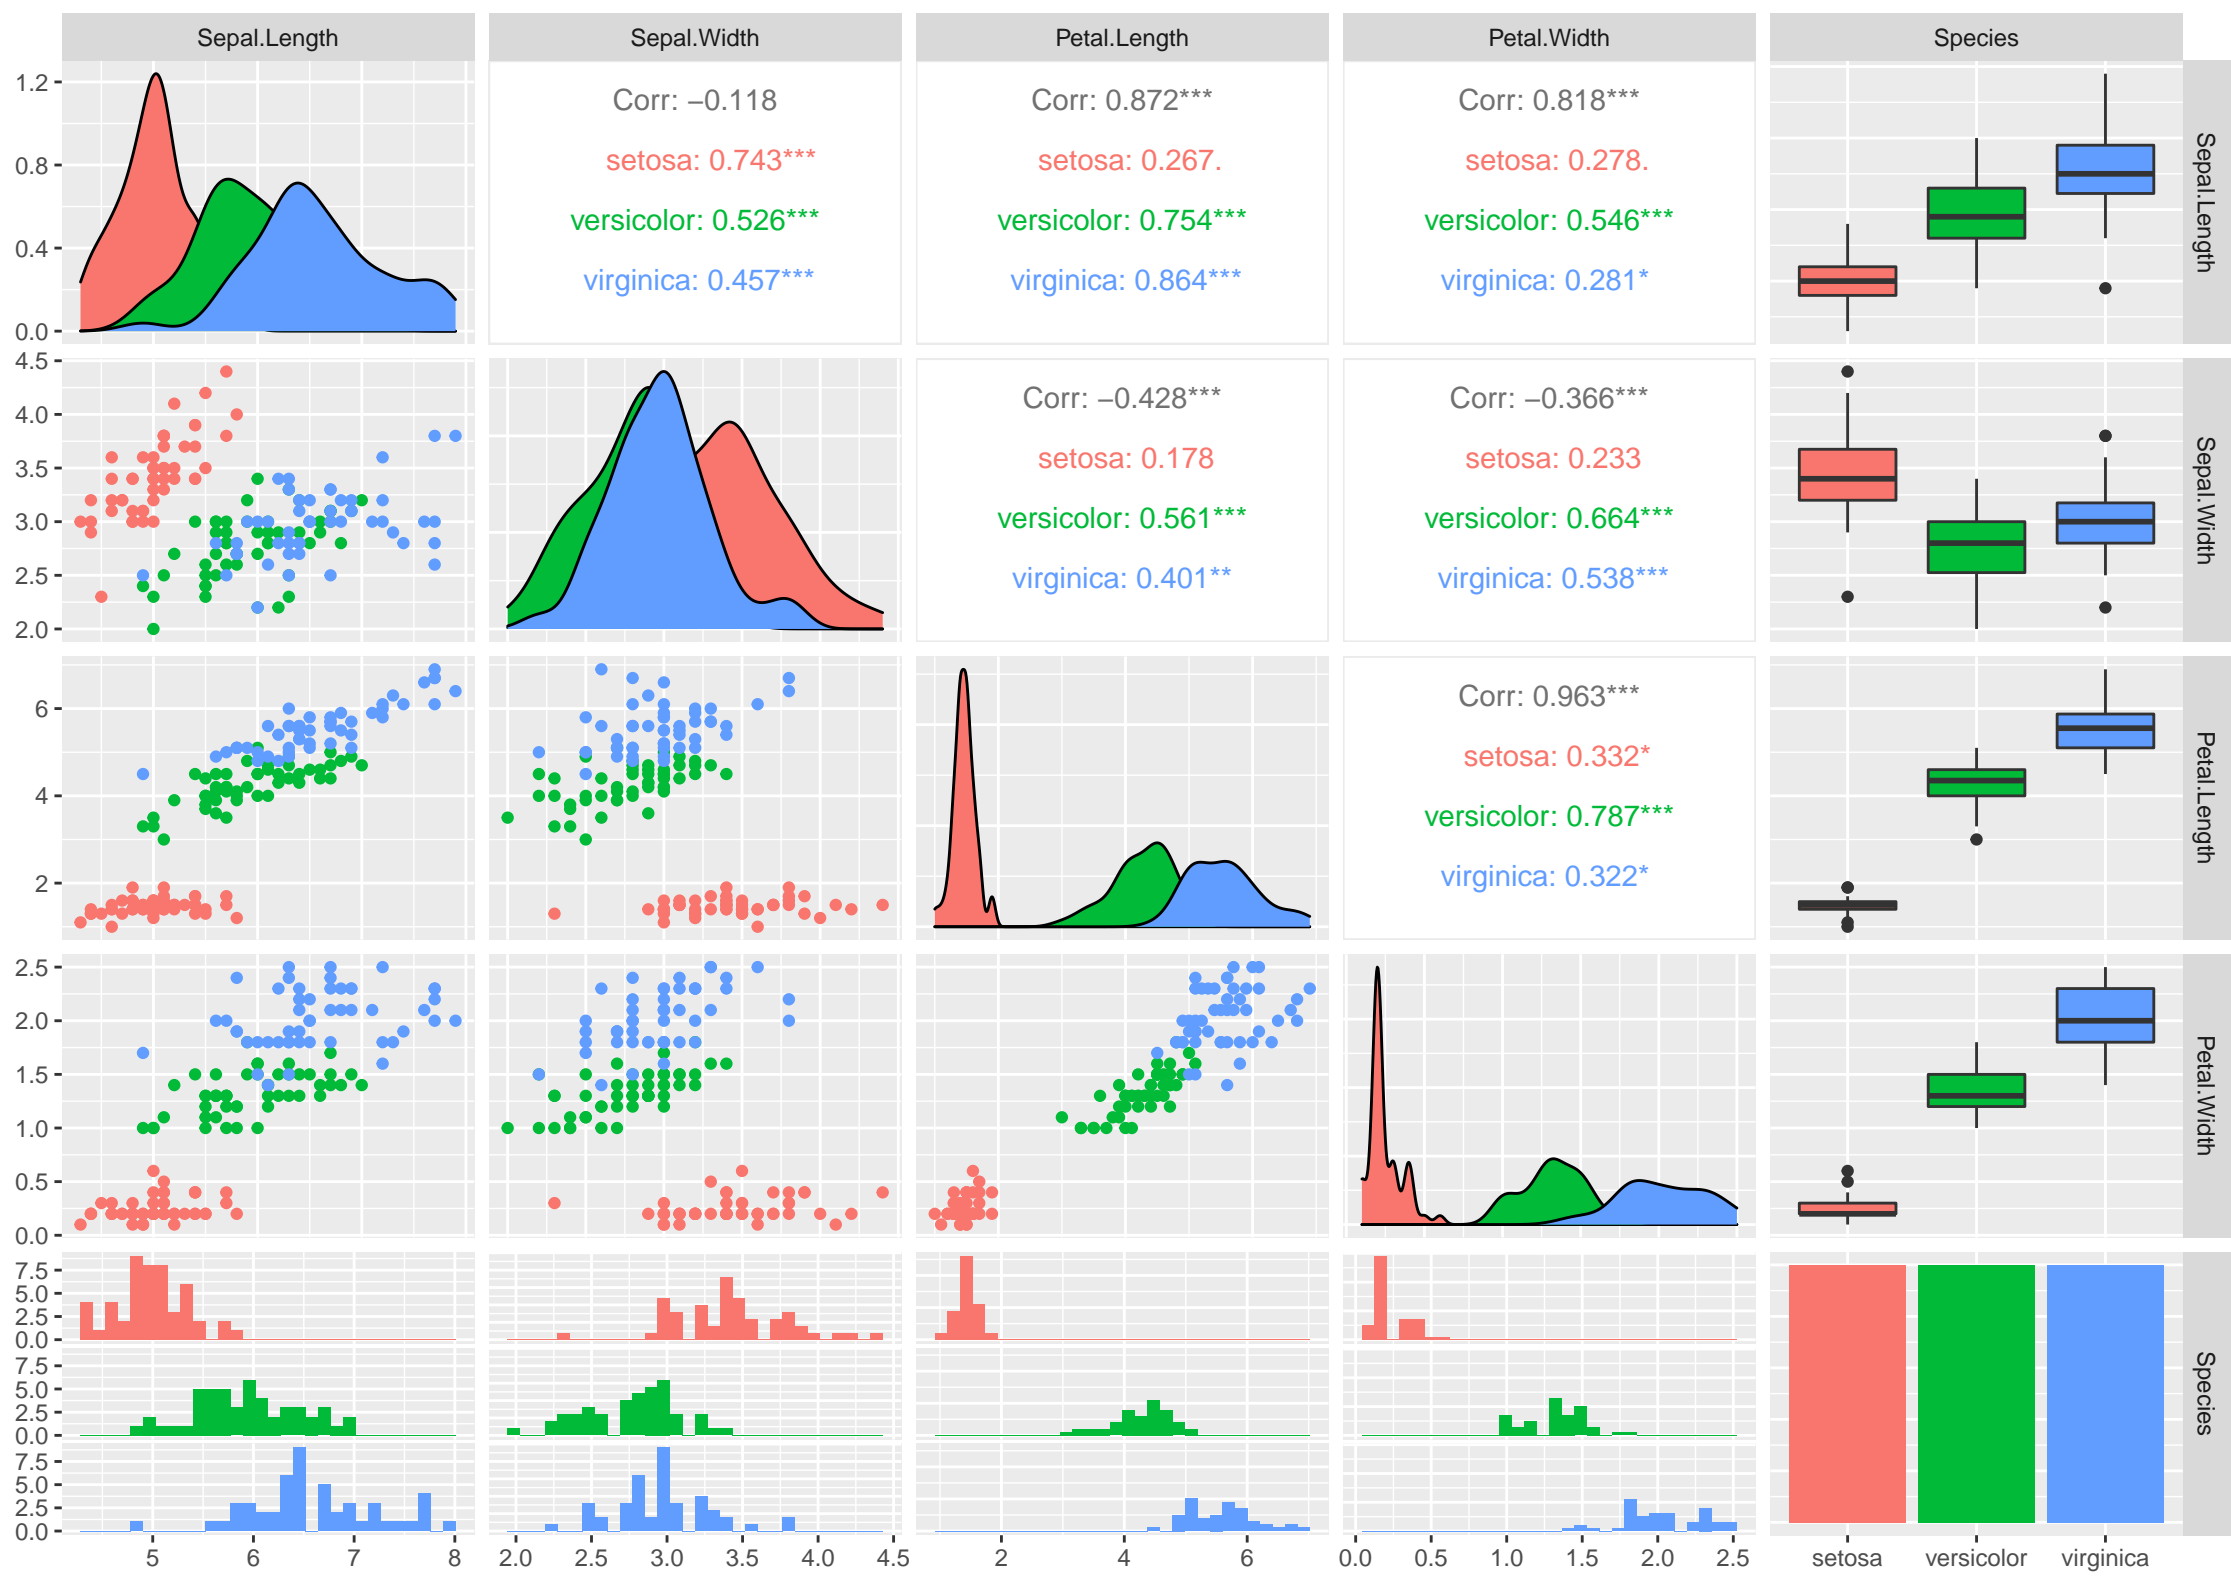 Sepal.Length
Sepal.Width
Petal.Length
Petal.Width
Species
1.2
0.8
0.4
0.0
Corr: −0.118
setosa: 0.743***
versicolor: 0.526***
virginica: 0.457***
Corr: 0.872***
setosa: 0.267.
versicolor: 0.754***
virginica: 0.864***
Corr: 0.818***
setosa: 0.278.
versicolor: 0.546***
virginica: 0.281*
Sepal.Length
4.5
4.0
3.5
3.0
2.5
2.0
Corr: −0.428***
setosa: 0.178
versicolor: 0.561***
virginica: 0.401**
Corr: −0.366***
setosa: 0.233
versicolor: 0.664***
virginica: 0.538***
Sepal.Width
6
4
2
Corr: 0.963***
setosa: 0.332*
versicolor: 0.787***
virginica: 0.322*
Petal.Length
2.5
2.0
1.5
1.0
0.5
0.0
Petal.Width
7.5
5.0
2.5
0.0
7.5
5.0
2.5
0.0
7.5
5.0
2.5
0.0
Species
5 6 7 8
2.0 2.5 3.0 3.5 4.0 4.5
2 4 6
0.0 0.5 1.0 1.5 2.0 2.5
setosa versicolor virginica